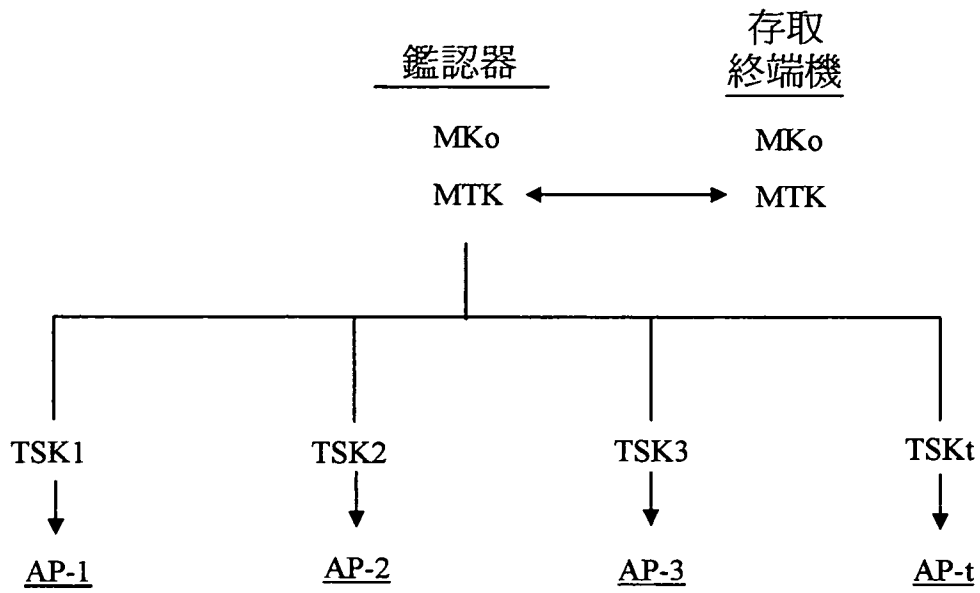 鑑認器
存取
終端機
MKo
MKo
MTK
MTK
TSK1
TSK2
TSK3
TSKt
AP-1
AP-2
AP-3
AP-t